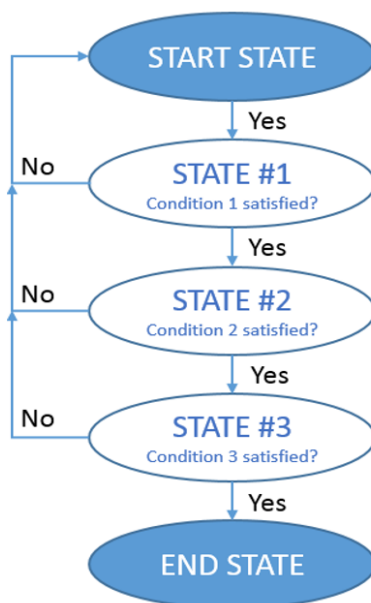 START STATE
Yes
No
STATE #1
Condition 1 satisfied?
Yes
No
STATE #2
Condition 2 satisfied?
Yes
No
STATE #3
Condition 3 satisfied?
Yes
END STATE